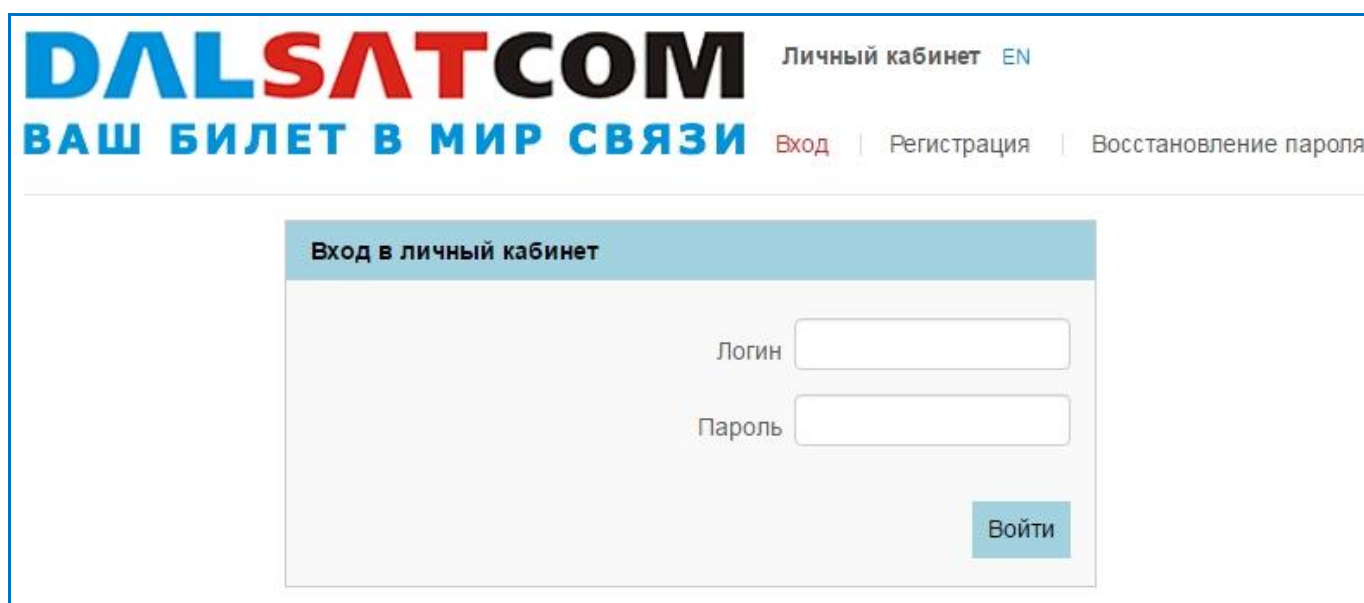 DALSATCOM
ВАШ БИЛЕТ В МИР СВЯЗИ
Личный кабинет EN
Вход | Регистрация | Восстановление пароля
Вход в личный кабинет
Логин
Пароль
Войти